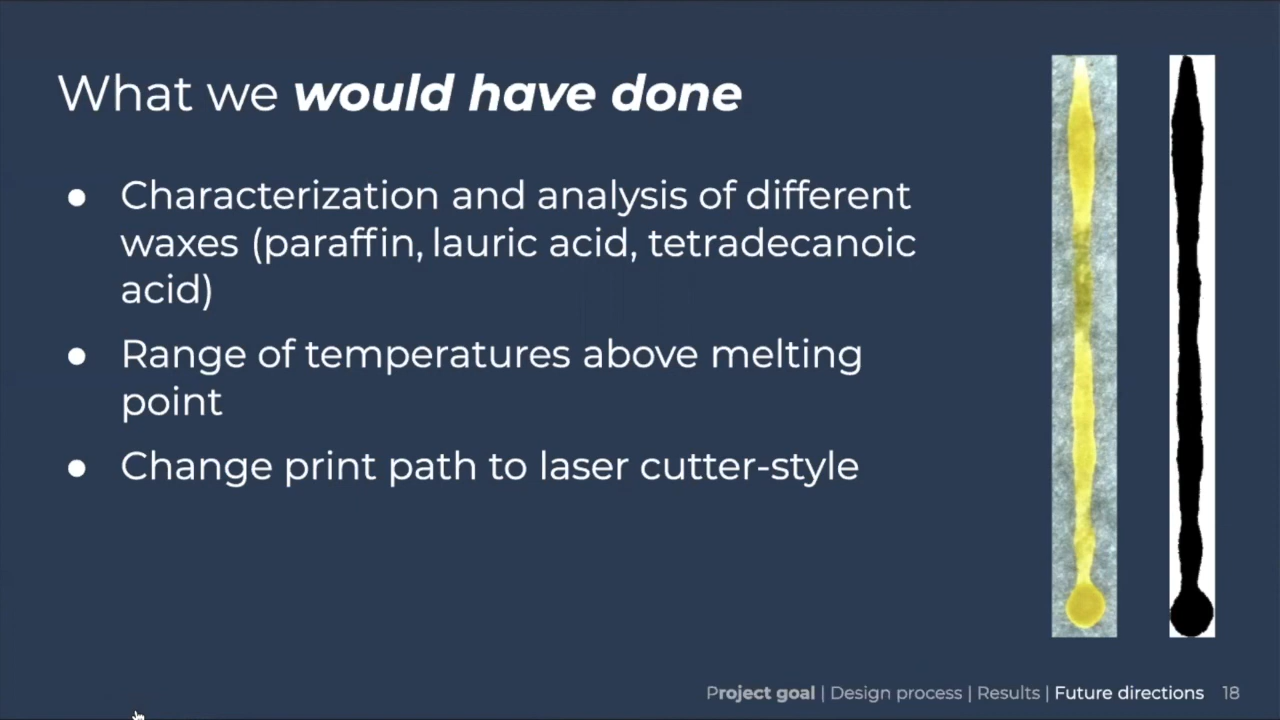 What we would have done
● Characterization and analysis of different
waxes (paraffin, lauric acid, tetradecanoic
acid)
● Range of temperatures above melting
point
● Change print path to laser cutter-style
Project goal | Design process | Results | Future directions 18